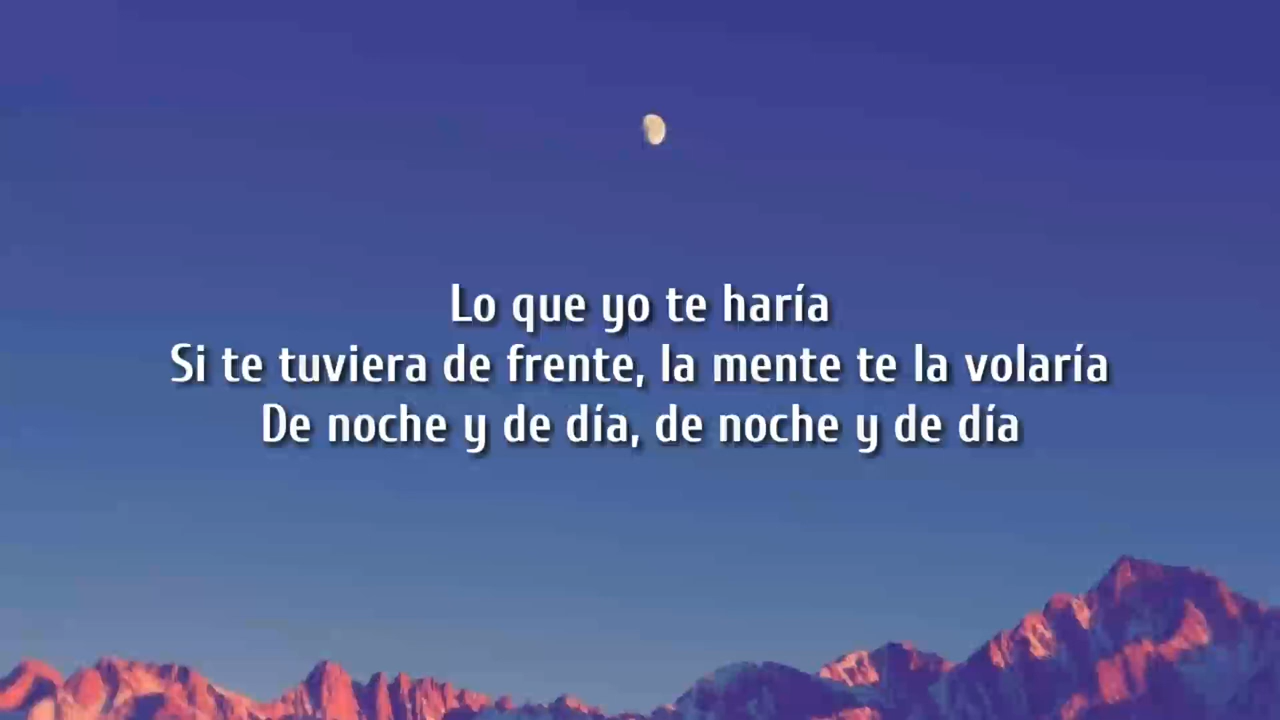 Lo que yo te haría
Si te tuviera de frente, la mente te la volaría
De noche y de día, de noche y de día